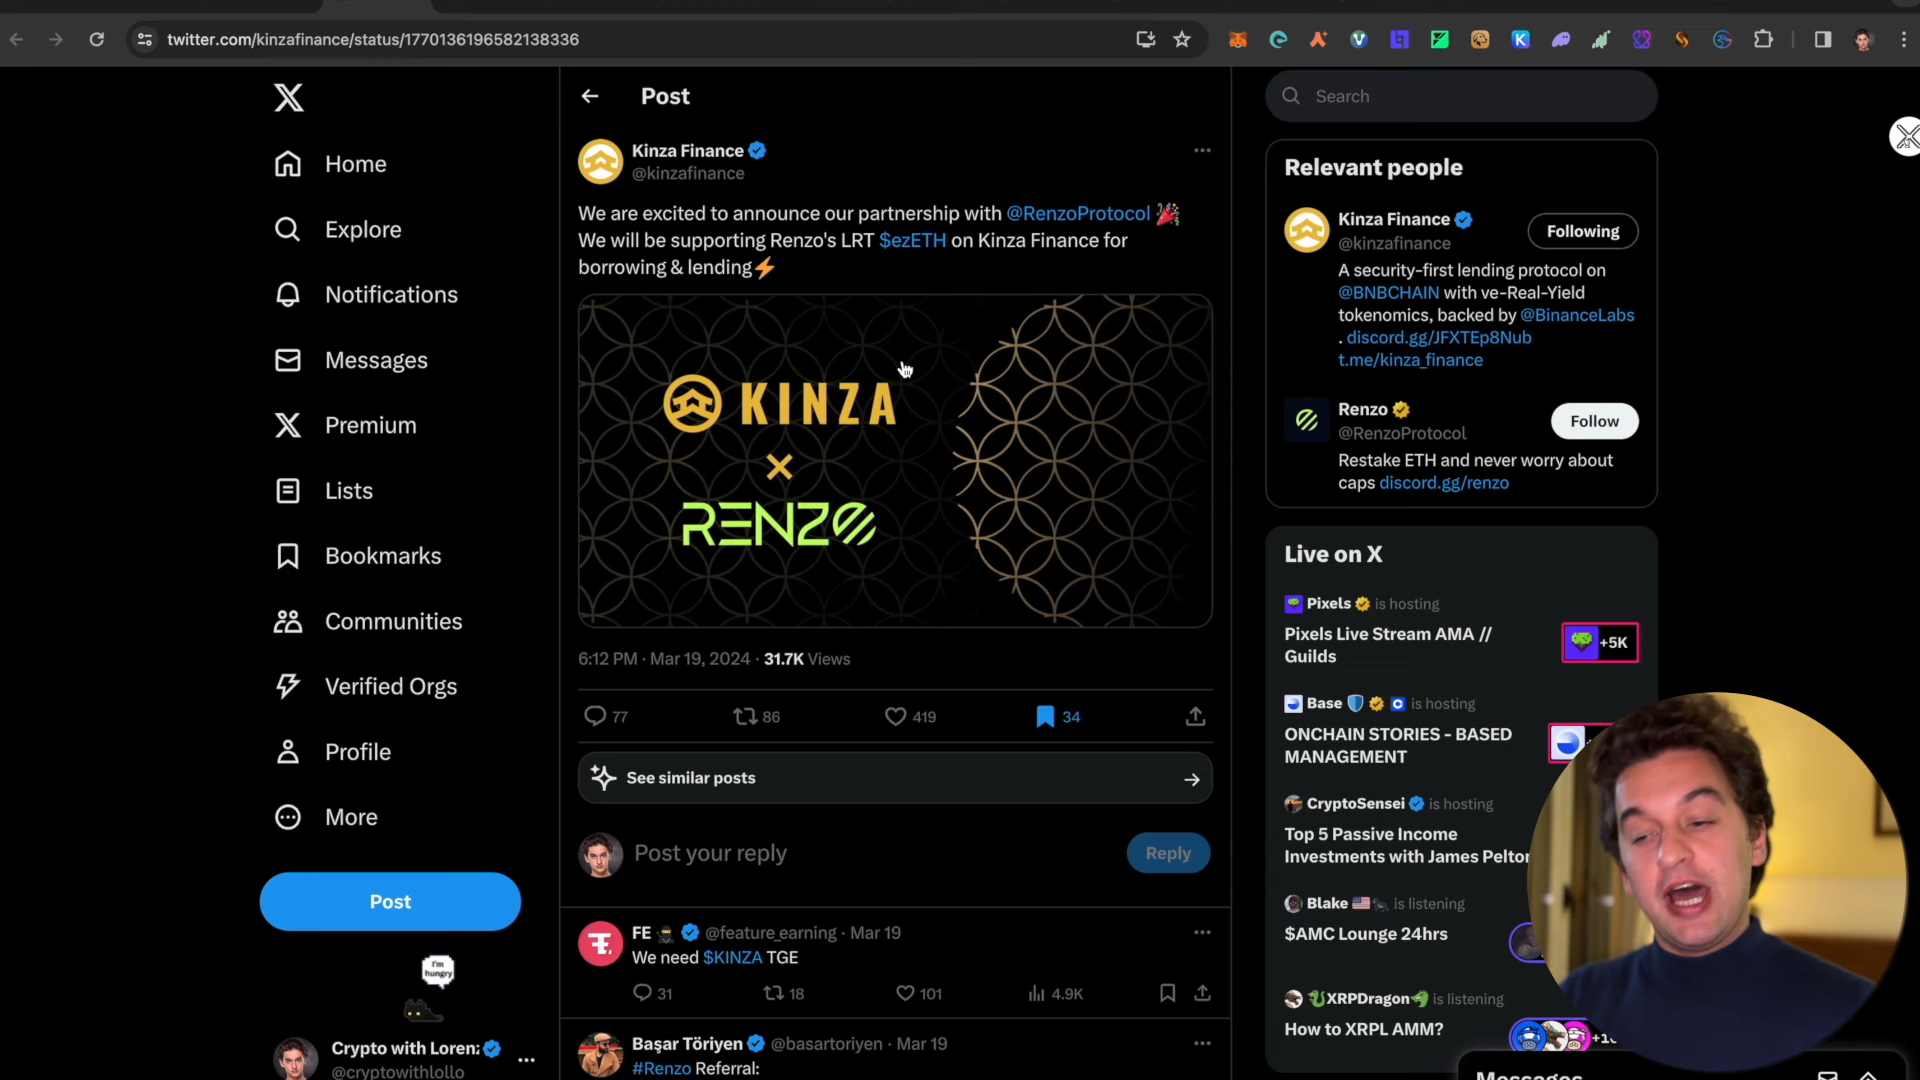 twitter.com/kinzafinance/status/1770136196582138336
Home
Explore
Notifications
Messages
Premium
Lists
Bookmarks
Communities
Verified Orgs
Profile
More
Post
I'm
hungry
@cryptowithlollo
Post
Kinza Finance
@kinzafinance
We are excited to announce our partnership with @RenzoProtocol
We will be supporting Renzo's LRT $ezETH on Kinza Finance for
borrowing & lending
KINZA
×
RENZO
6:12 PM · Mar 19, 2024 · 31.7K Views
77 86 419 34
See similar posts
Post your reply
Reply
FE @feature_earning · Mar 19
We need $KINZA TGE
31 18 101 4.9K
Başar Töriyen @basartoriyen · Mar 19
#Renzo Referral:
Search
Relevant people
Kinza Finance
@kinzafinance
Following
A security-first lending protocol on
@BNBCHAIN with ve-Real-Yield
tokenomics, backed by @BinanceLabs
. discord.gg/JFXTEp8Nub
t.me/kinza_finance
Renzo
@RenzoProtocol
Follow
Restake ETH and never worry about
caps discord.gg/renzo
Live on X
Pixels is hosting
Pixels Live Stream AMA //
Guilds
+5K
Base is hosting
ONCHAIN STORIES - BASED
MANAGEMENT
CryptoSensei is hosting
Top 5 Passive Income
Investments with James Pelton
Blake is listening
$AMC Lounge 24hrs
XRPDragon is listening
How to XRPL AMM?
Messages
Crypto with Loren